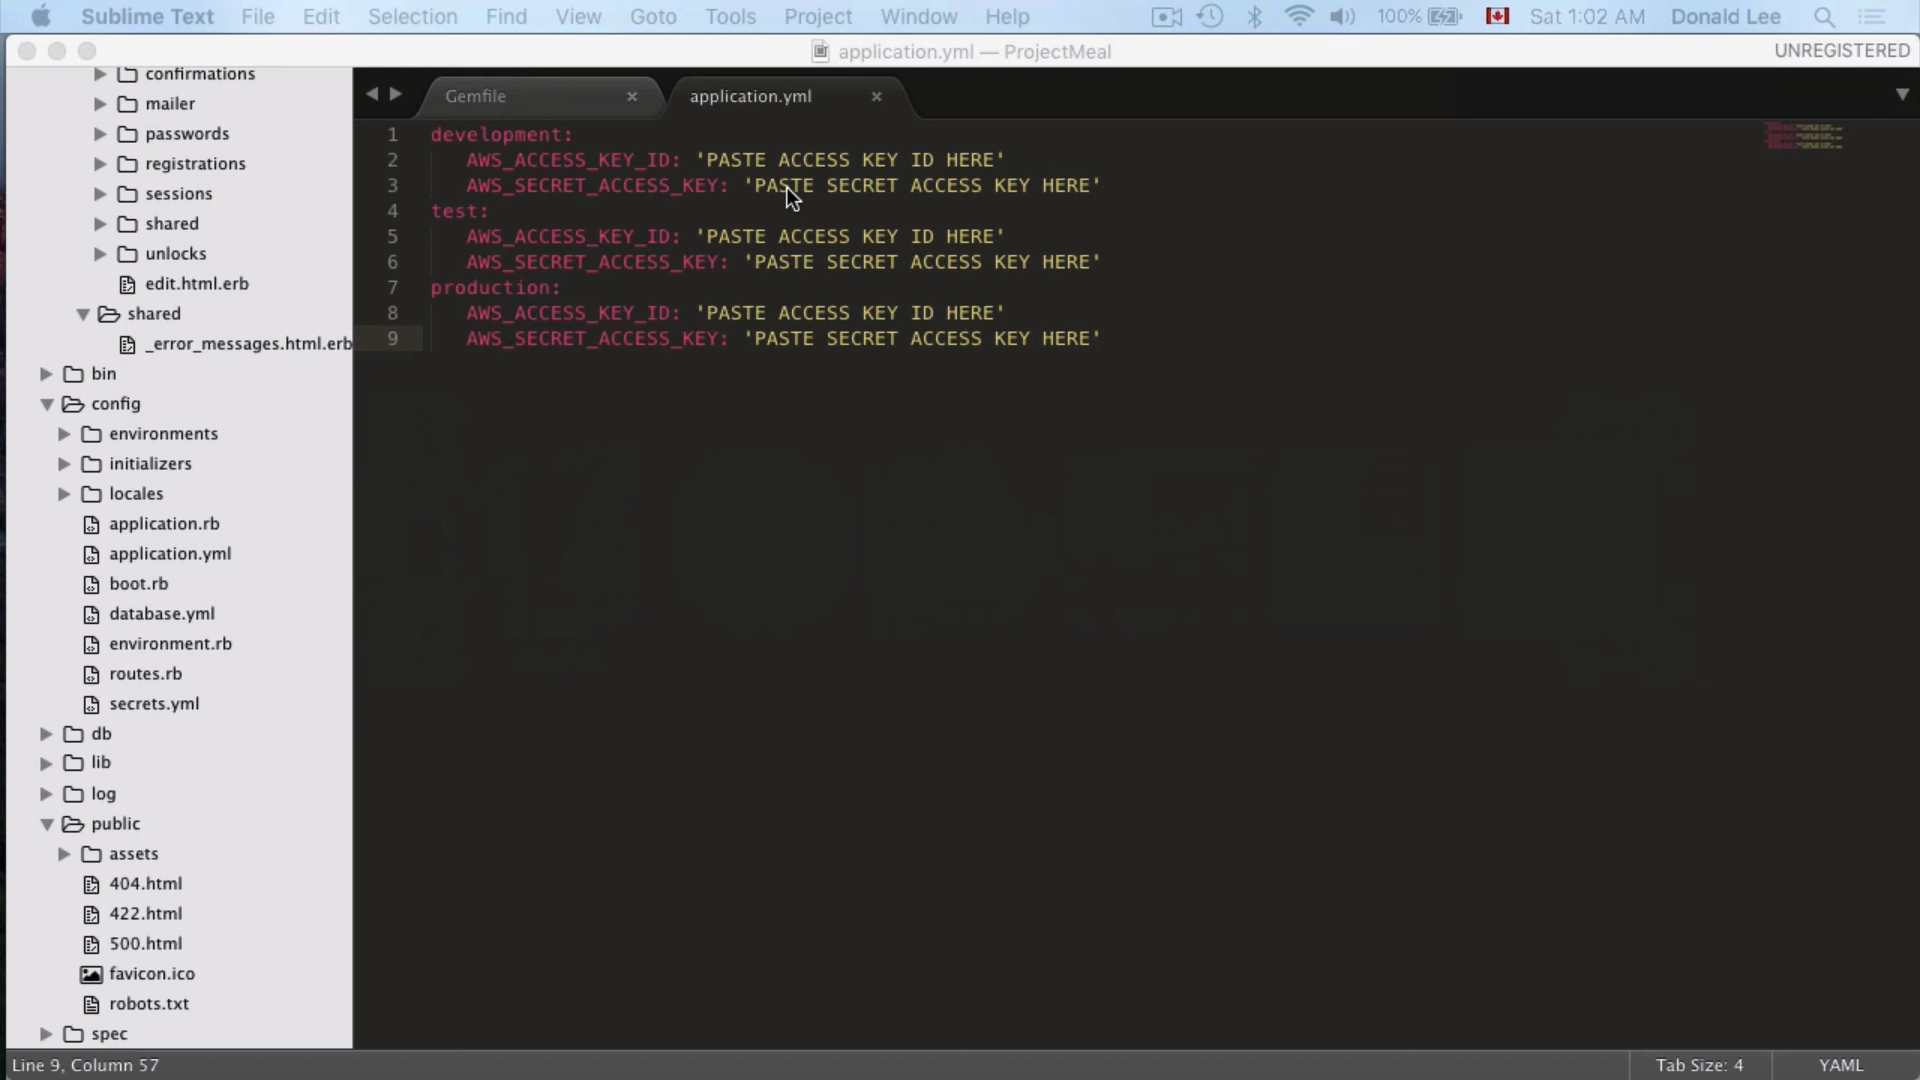 Sublime Text File Edit Selection Find View Goto Tools Project Window Help 100% Sat 1:02 AM Donald Lee
application.yml — ProjectMeal UNREGISTERED
confirmations
mailer
passwords
registrations
sessions
shared
unlocks
edit.html.erb
shared
_error_messages.html.erb
bin
config
environments
initializers
locales
application.rb
application.yml
boot.rb
database.yml
environment.rb
routes.rb
secrets.yml
db
lib
log
public
assets
404.html
422.html
500.html
favicon.ico
robots.txt
spec
Gemfile × application.yml ×
1 development:
2 AWS_ACCESS_KEY_ID: 'PASTE ACCESS KEY ID HERE'
3 AWS_SECRET_ACCESS_KEY: 'PASTE SECRET ACCESS KEY HERE'
4 test:
5 AWS_ACCESS_KEY_ID: 'PASTE ACCESS KEY ID HERE'
6 AWS_SECRET_ACCESS_KEY: 'PASTE SECRET ACCESS KEY HERE'
7 production:
8 AWS_ACCESS_KEY_ID: 'PASTE ACCESS KEY ID HERE'
9 AWS_SECRET_ACCESS_KEY: 'PASTE SECRET ACCESS KEY HERE'
Line 9, Column 57 Tab Size: 4 YAML